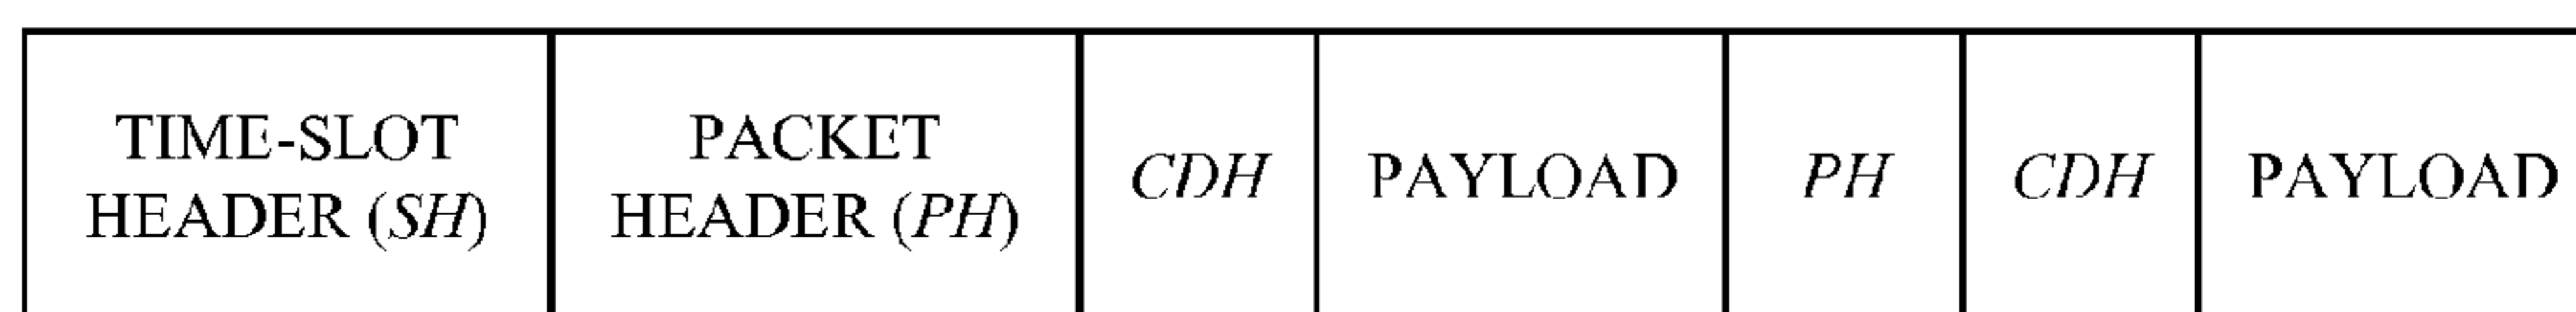 TIME-SLOT
HEADER (SH)
PACKET
HEADER (PH)
CDH
PAYLOAD
PH
CDH
PAYLOAD